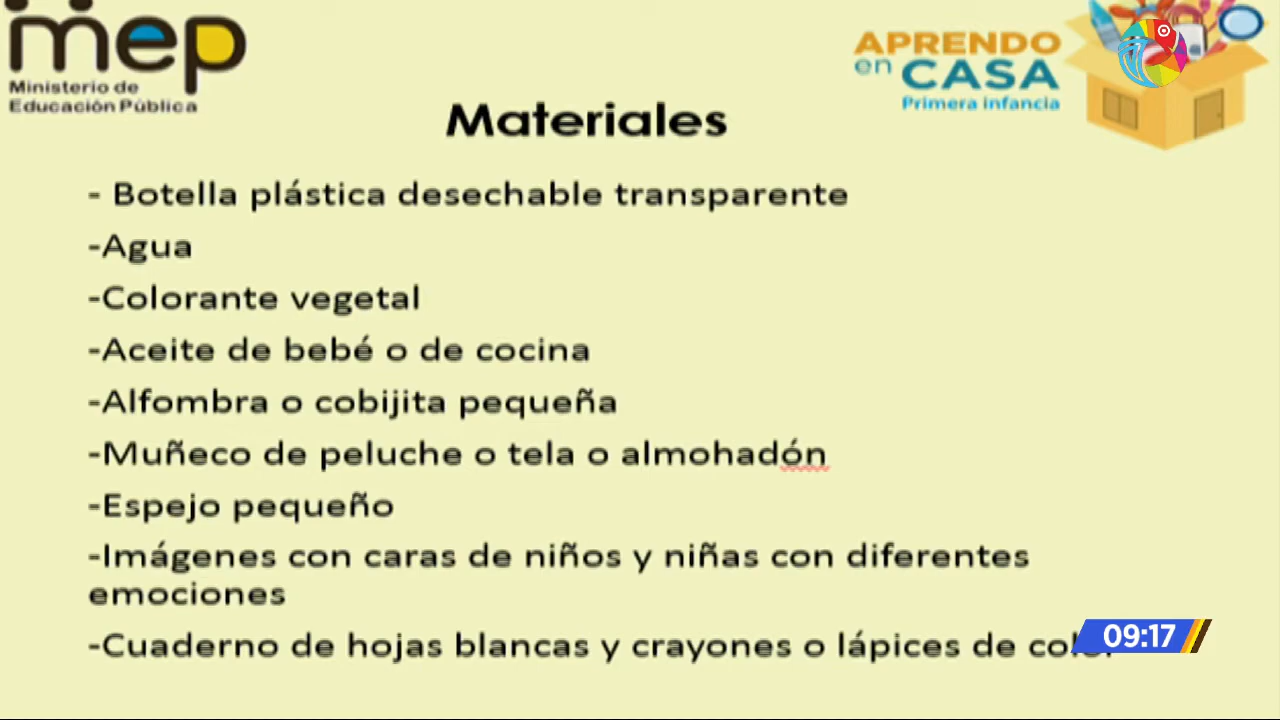 mep
Ministerio de
Educación Pública
APRENDO
en CASA
Primera infancia
Materiales
- Botella plástica desechable transparente
-Agua
-Colorante vegetal
-Aceite de bebé o de cocina
-Alfombra o cobijita pequeña
-Muñeco de peluche o tela o almohadón
-Espejo pequeño
-Imágenes con caras de niños y niñas con diferentes
emociones
-Cuaderno de hojas blancas y crayones o lápices de color
09:17